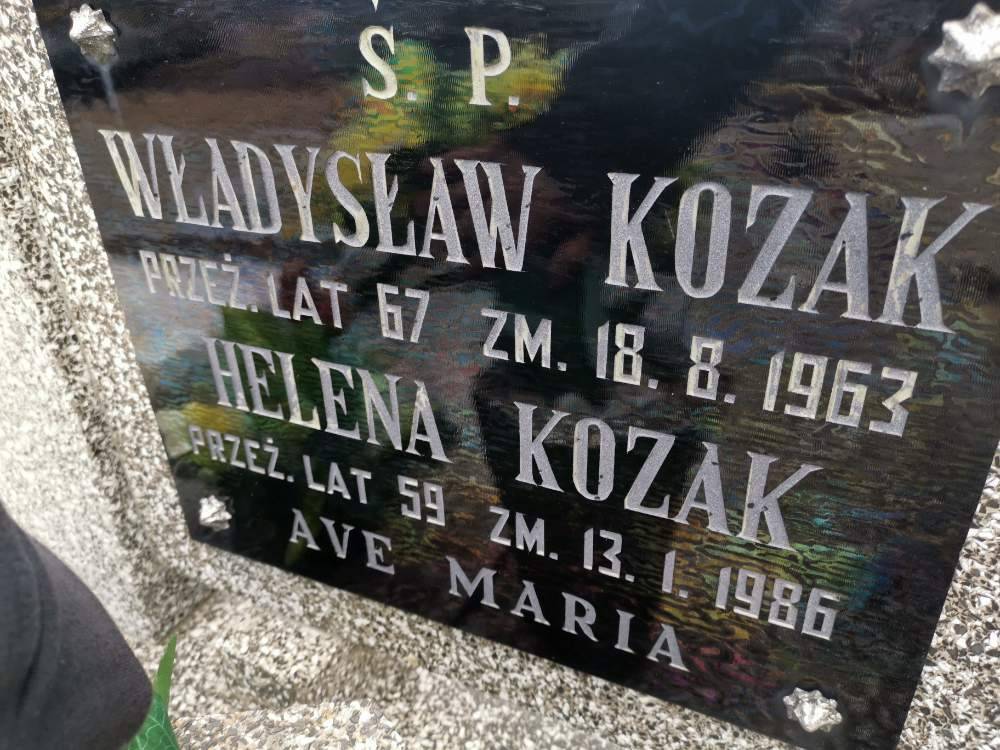 Ś. P.
WŁADYSŁAW KOZAK
PRZEŻ. LAT 67 ZM. 18. 8. 1963
HELENA KOZAK
PRZEŻ. LAT 59 ZM. 13. 1. 1986
AVE MARIA